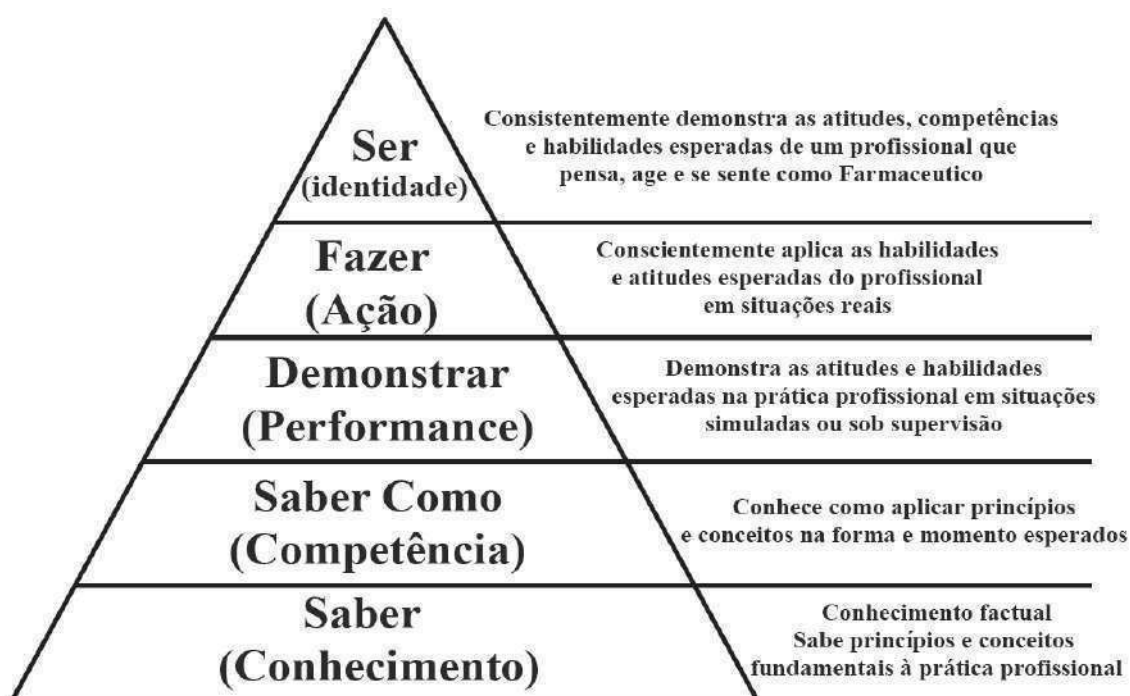 Ser
(identidade)
Consistentemente demonstra as atitudes, competências
e habilidades esperadas de um profissional que
pensa, age e se sente como Farmaceutico
Fazer
(Ação)
Conscientemente aplica as habilidades
e atitudes esperadas do profissional
em situações reais
Demonstrar
(Performance)
Demonstra as atitudes e habilidades
esperadas na prática profissional em situações
simuladas ou sob supervisão
Saber Como
(Competência)
Conhece como aplicar princípios
e conceitos na forma e momento esperados
Saber
(Conhecimento)
Conhecimento factual
Sabe princípios e conceitos
fundamentais à prática profissional